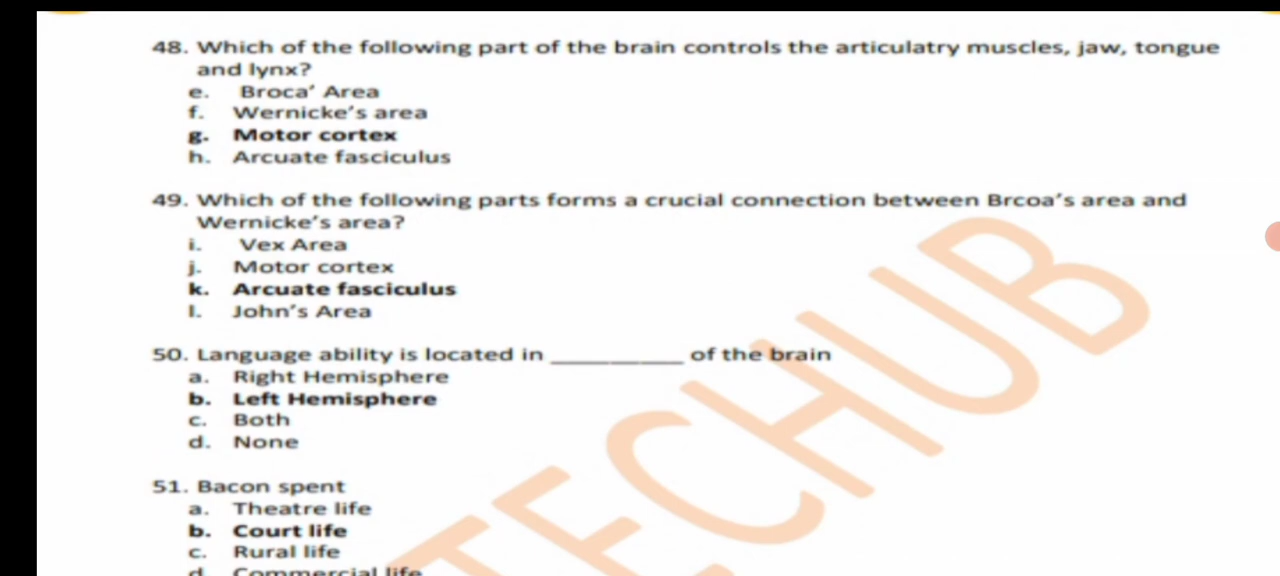 48. Which of the following part of the brain controls the articulatry muscles, jaw, tongue
and lynx?
e. Broca' Area
f. Wernicke's area
g. Motor cortex
h. Arcuate fasciculus
49. Which of the following parts forms a crucial connection between Brcoa's area and
Wernicke's area?
i. Vex Area
j. Motor cortex
k. Arcuate fasciculus
l. John's Area
50. Language ability is located in __________ of the brain
a. Right Hemisphere
b. Left Hemisphere
c. Both
d. None
51. Bacon spent
a. Theatre life
b. Court life
c. Rural life
d. Commercial life
TECHUB